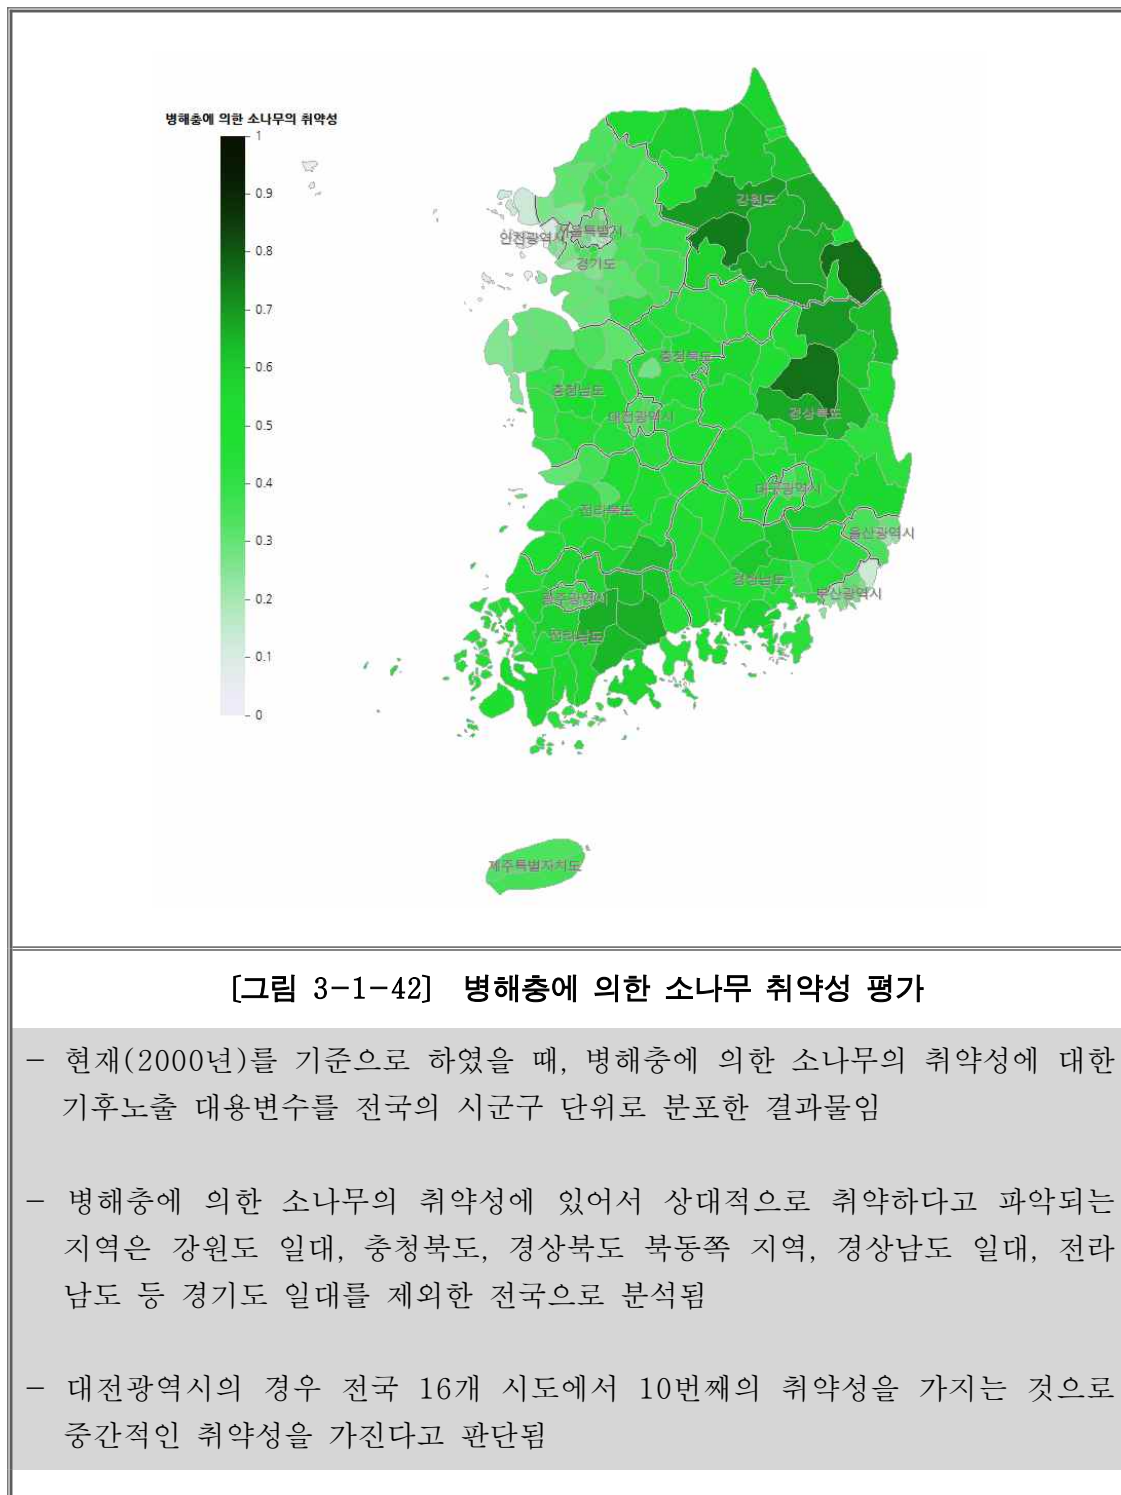 병해충에 의한 소나무의 취약성
1
0.9
0.8
0.7
0.6
0.5
0.4
0.3
0.2
0.1
0
강원도
서울특별시
인천광역시
경기도
충청북도
충청남도
대전광역시
경상북도
대구광역시
전라북도
울산광역시
경상남도
부산광역시
광주광역시
전라남도
제주특별자치도
[그림 3-1-42] 병해충에 의한 소나무 취약성 평가
- 현재(2000년)를 기준으로 하였을 때, 병해충에 의한 소나무의 취약성에 대한
기후노출 대용변수를 전국의 시군구 단위로 분포한 결과물임
- 병해충에 의한 소나무의 취약성에 있어서 상대적으로 취약하다고 파악되는
지역은 강원도 일대, 충청북도, 경상북도 북동쪽 지역, 경상남도 일대, 전라
남도 등 경기도 일대를 제외한 전국으로 분석됨
- 대전광역시의 경우 전국 16개 시도에서 10번째의 취약성을 가지는 것으로
중간적인 취약성을 가진다고 판단됨